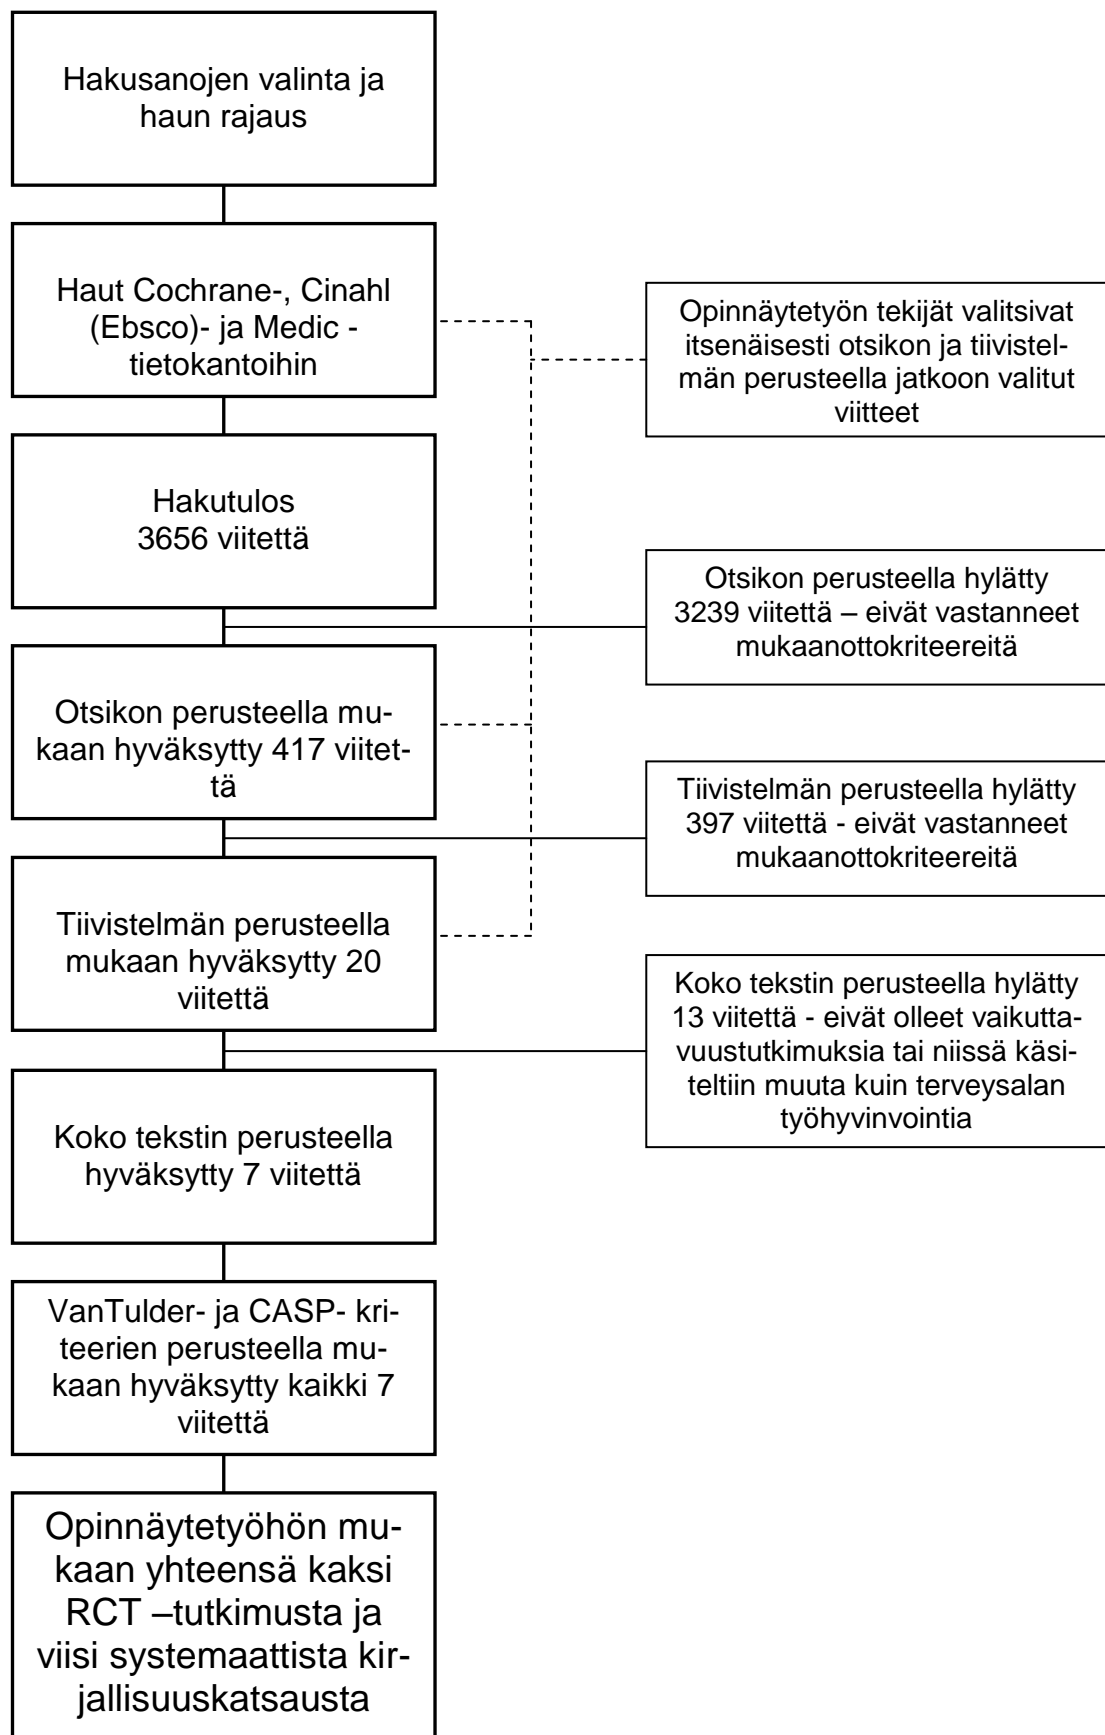 Hakusanojen valinta ja
haun rajaus
Haut Cochrane-, Cinahl
(Ebsco)- ja Medic -
tietokantoihin
Opinnäytetyön tekijät valitsivat
itsenäisesti otsikon ja tiivistel-
män perusteella jatkoon valitut
viitteet
Hakutulos
3656 viitettä
Otsikon perusteella hylätty
3239 viitettä – eivät vastanneet
mukaanottokriteereitä
Otsikon perusteella mu-
kaan hyväksytty 417 viitet-
tä
Tiivistelmän perusteella hylätty
397 viitettä - eivät vastanneet
mukaanottokriteereitä
Tiivistelmän perusteella
mukaan hyväksytty 20
viitettä
Koko tekstin perusteella hylätty
13 viitettä - eivät olleet vaikutta-
vuustutkimuksia tai niissä käsi-
teltiin muuta kuin terveysalan
työhyvinvointia
Koko tekstin perusteella
hyväksytty 7 viitettä
VanTulder- ja CASP- kri-
teerien perusteella mu-
kaan hyväksytty kaikki 7
viitettä
Opinnäytetyöhön mu-
kaan yhteensä kaksi
RCT –tutkimusta ja
viisi systemaattista kir-
jallisuuskatsausta